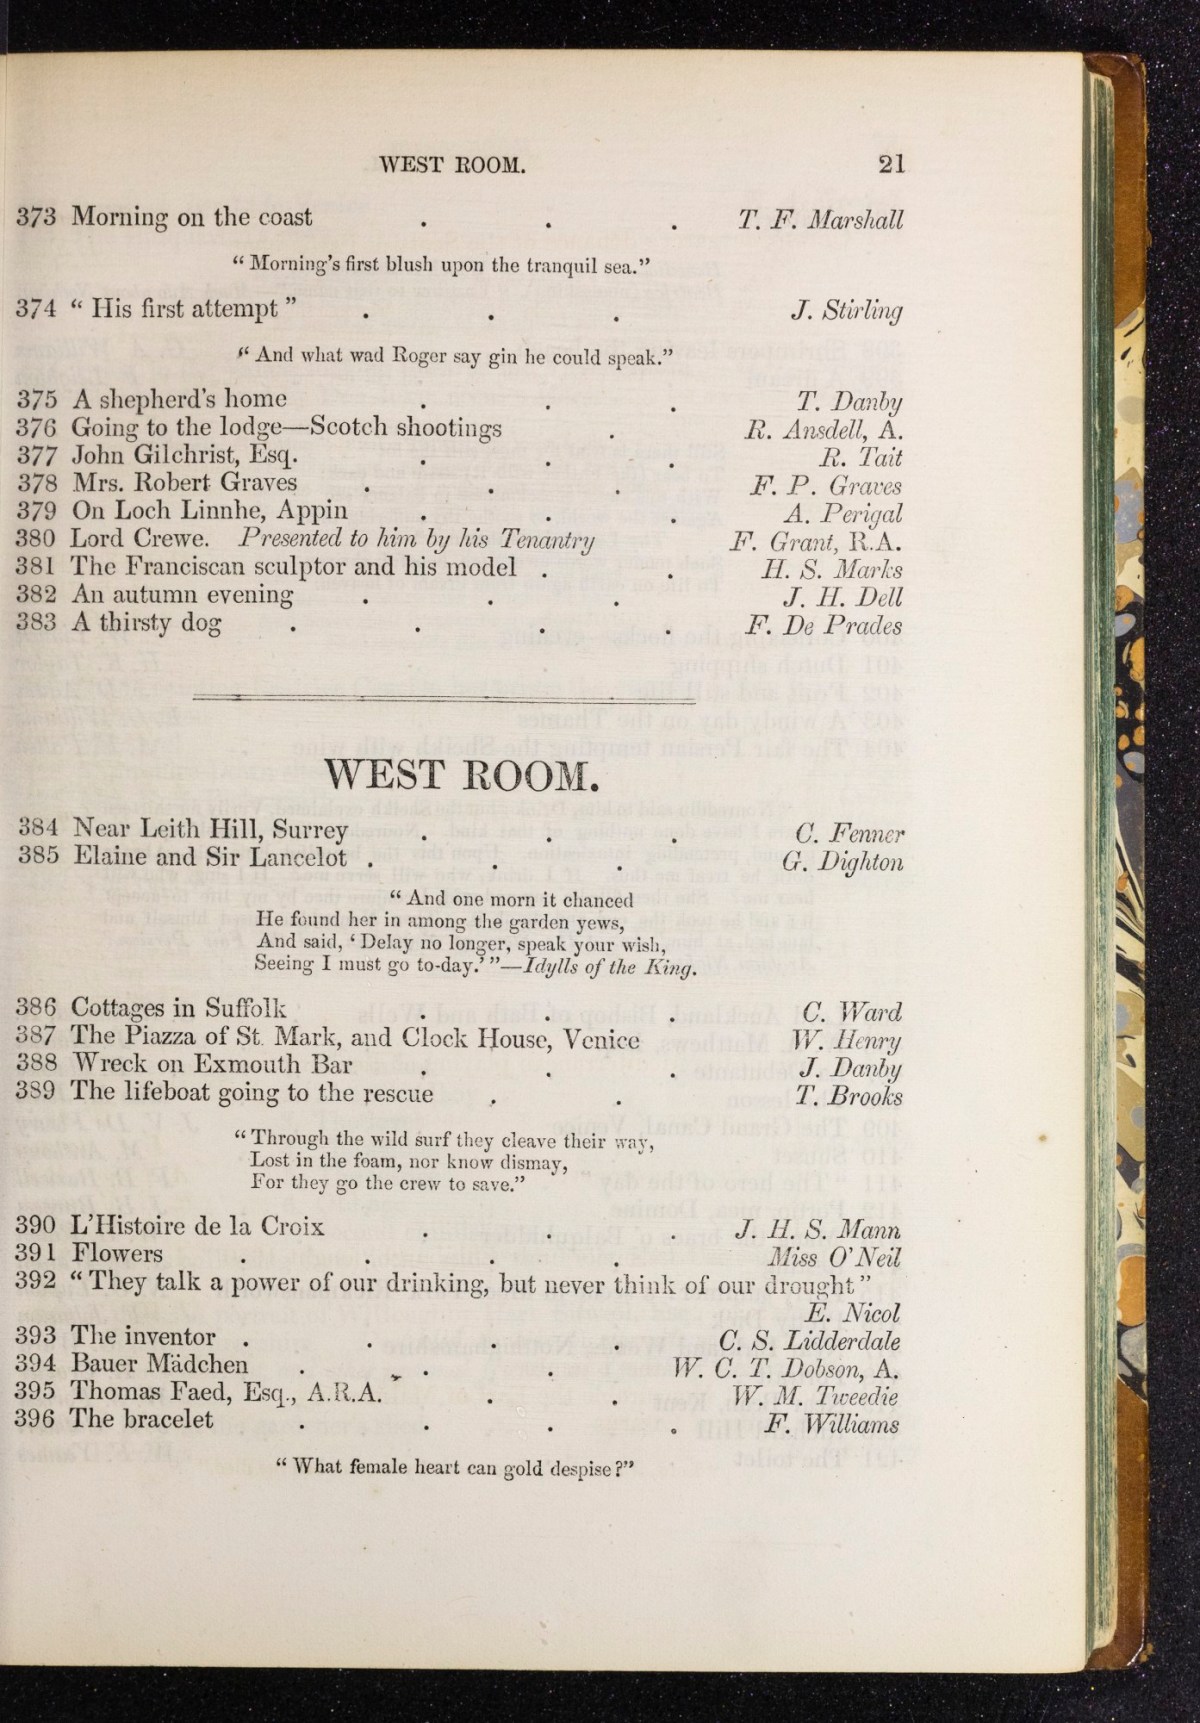 WEST ROOM. 21
373 Morning on the coast . . . T. F. Marshall
“ Morning's first blush upon the tranquil sea.”
374 “ His first attempt ” . . . J. Stirling
“ And what wad Roger say gin he could speak.”
375 A shepherd's home . . . T. Danby
376 Going to the lodge—Scotch shootings . R. Ansdell, A.
377 John Gilchrist, Esq. . . . R. Tait
378 Mrs. Robert Graves . . . F. P. Graves
379 On Loch Linnhe, Appin . . . A. Perigal
380 Lord Crewe. Presented to him by his Tenantry F. Grant, R.A.
381 The Franciscan sculptor and his model . . H. S. Marks
382 An autumn evening . . . J. H. Dell
383 A thirsty dog . . . . F. De Prades
WEST ROOM.
384 Near Leith Hill, Surrey . . . C. Fenner
385 Elaine and Sir Lancelot . . . G. Dighton
“ And one morn it chanced
He found her in among the garden yews,
And said, ‘ Delay no longer, speak your wish,
Seeing I must go to-day.’ ”—Idylls of the King.
386 Cottages in Suffolk . . . C. Ward
387 The Piazza of St. Mark, and Clock House, Venice W. Henry
388 Wreck on Exmouth Bar . . . J. Danby
389 The lifeboat going to the rescue . . T. Brooks
“ Through the wild surf they cleave their way,
Lost in the foam, nor know dismay,
For they go the crew to save.”
390 L'Histoire de la Croix . . J. H. S. Mann
391 Flowers . . . . Miss O'Neil
392 “ They talk a power of our drinking, but never think of our drought ”
E. Nicol
393 The inventor . . . . C. S. Lidderdale
394 Bauer Mädchen . . . W. C. T. Dobson, A.
395 Thomas Faed, Esq., A.R.A. . . W. M. Tweedie
396 The bracelet . . . . F. Williams
“ What female heart can gold despise ?”